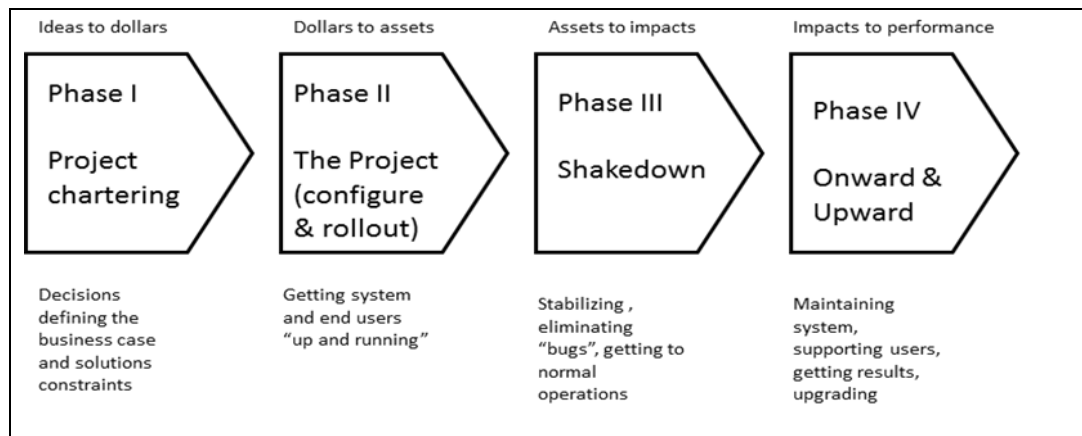 Ideas to dollars
Dollars to assets
Assets to impacts
Impacts to performance
Phase I
Project
chartering
Phase II
The Project
(configure
& rollout)
Phase III
Shakedown
Phase IV
Onward &
Upward
Decisions
defining the
business case
and solutions
constraints
Getting system
and end users
“up and running”
Stabilizing ,
eliminating
“bugs”, getting to
normal
operations
Maintaining
system,
supporting users,
getting results,
upgrading